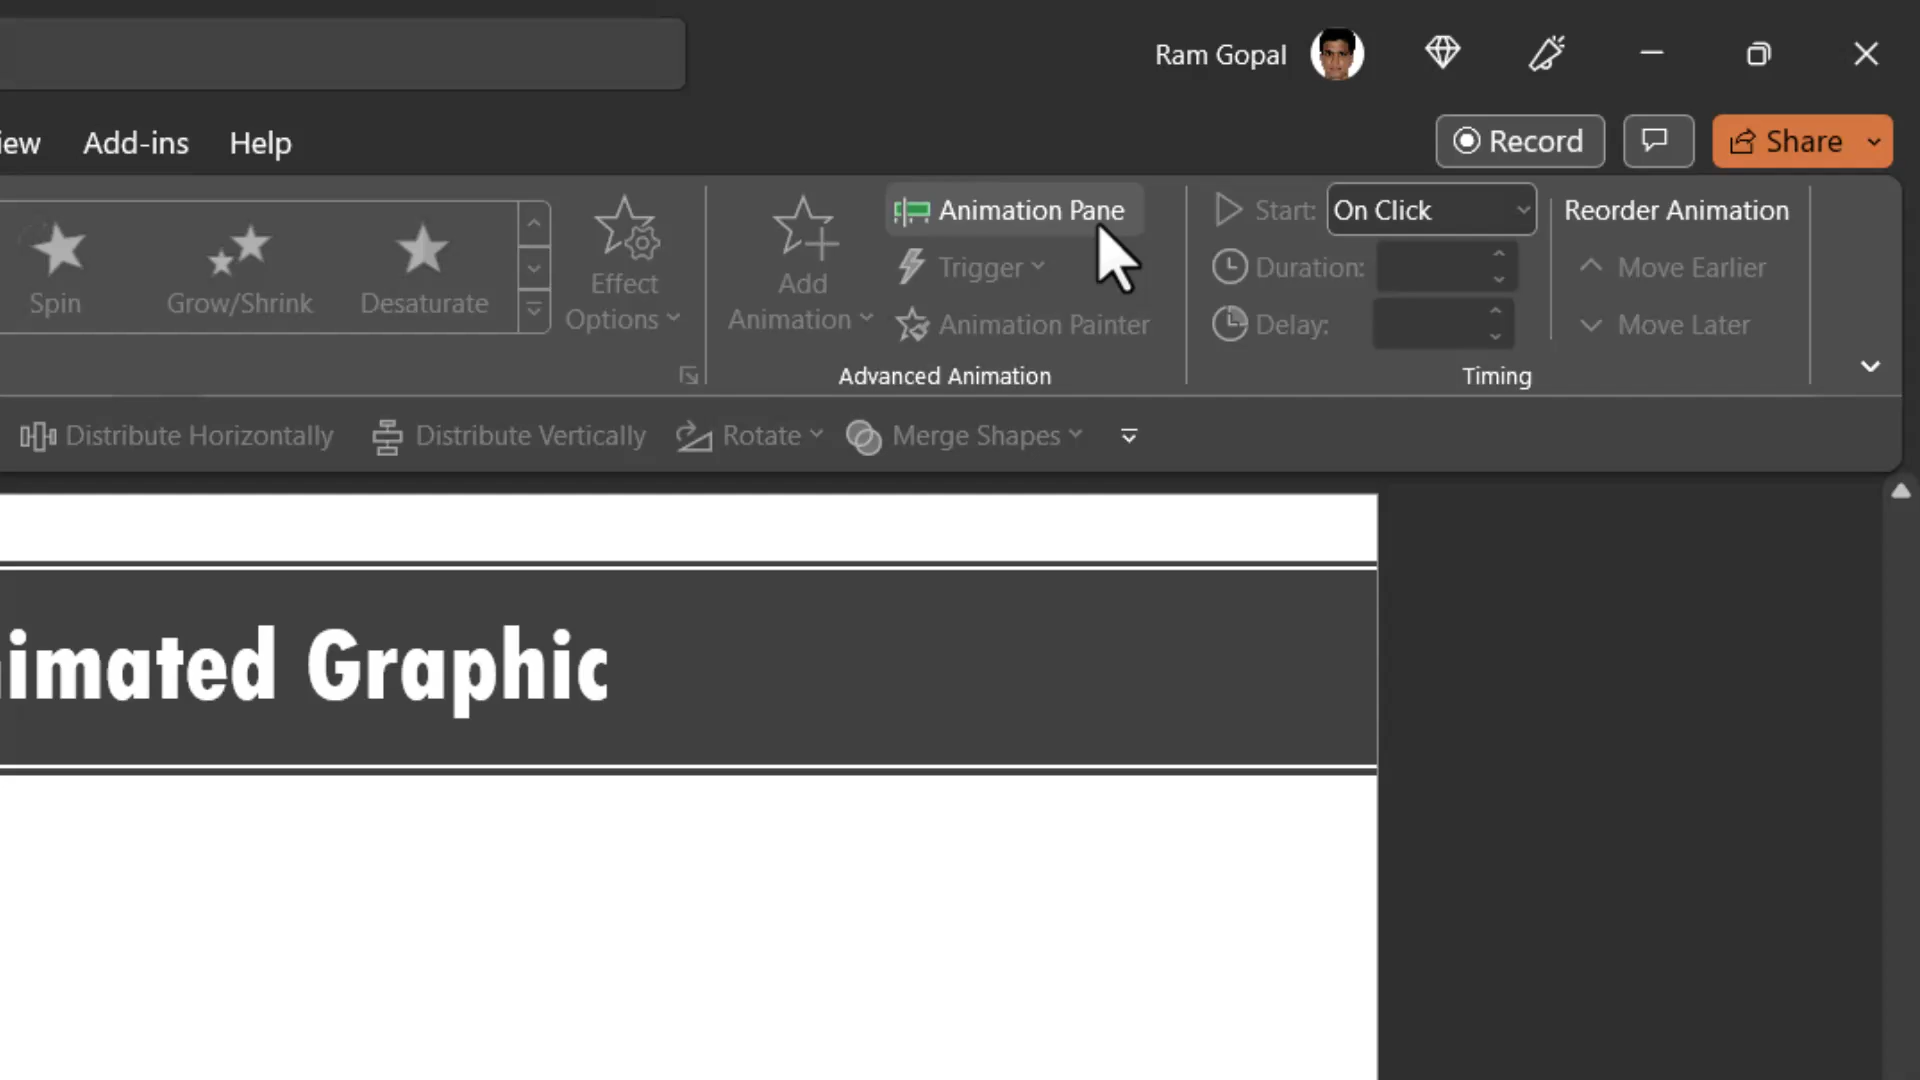 Ram Gopal
iew Add-ins Help
Record
Share
Spin
Grow/Shrink
Desaturate
Effect
Options
Add
Animation
Animation Pane
Trigger
Animation Painter
Advanced Animation
Start: On Click
Duration:
Delay:
Reorder Animation
Move Earlier
Move Later
Timing
Distribute Horizontally Distribute Vertically Rotate Merge Shapes
imated Graphic